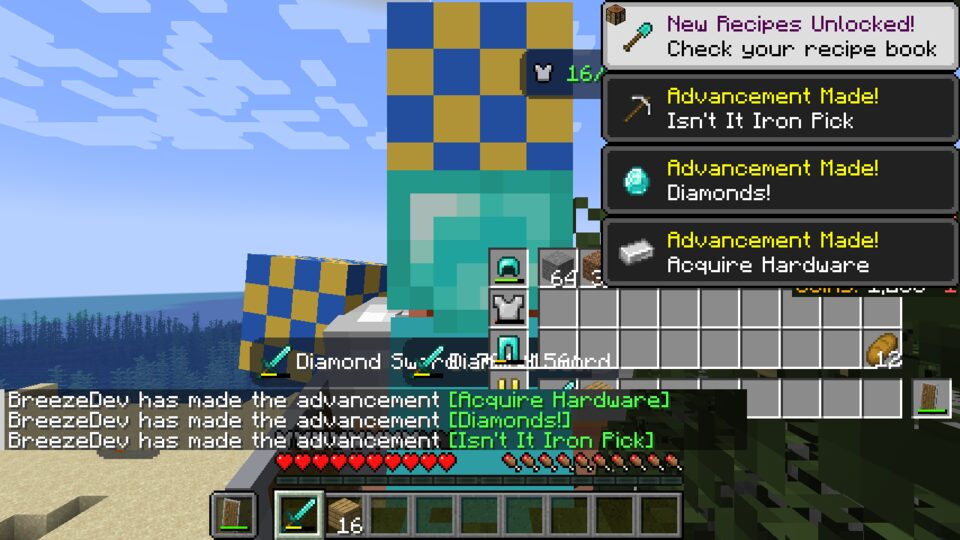 New Recipes Unlocked!
Check your recipe book
16/
Advancement Made!
Isn't It Iron Pick
Advancement Made!
Diamonds!
Advancement Made!
Acquire Hardware
64
Diamond
12
BreezeDev has made the advancement [Acquire Hardware]
BreezeDev has made the advancement [Diamonds!]
BreezeDev has made the advancement [Isn't It Iron Pick]
16